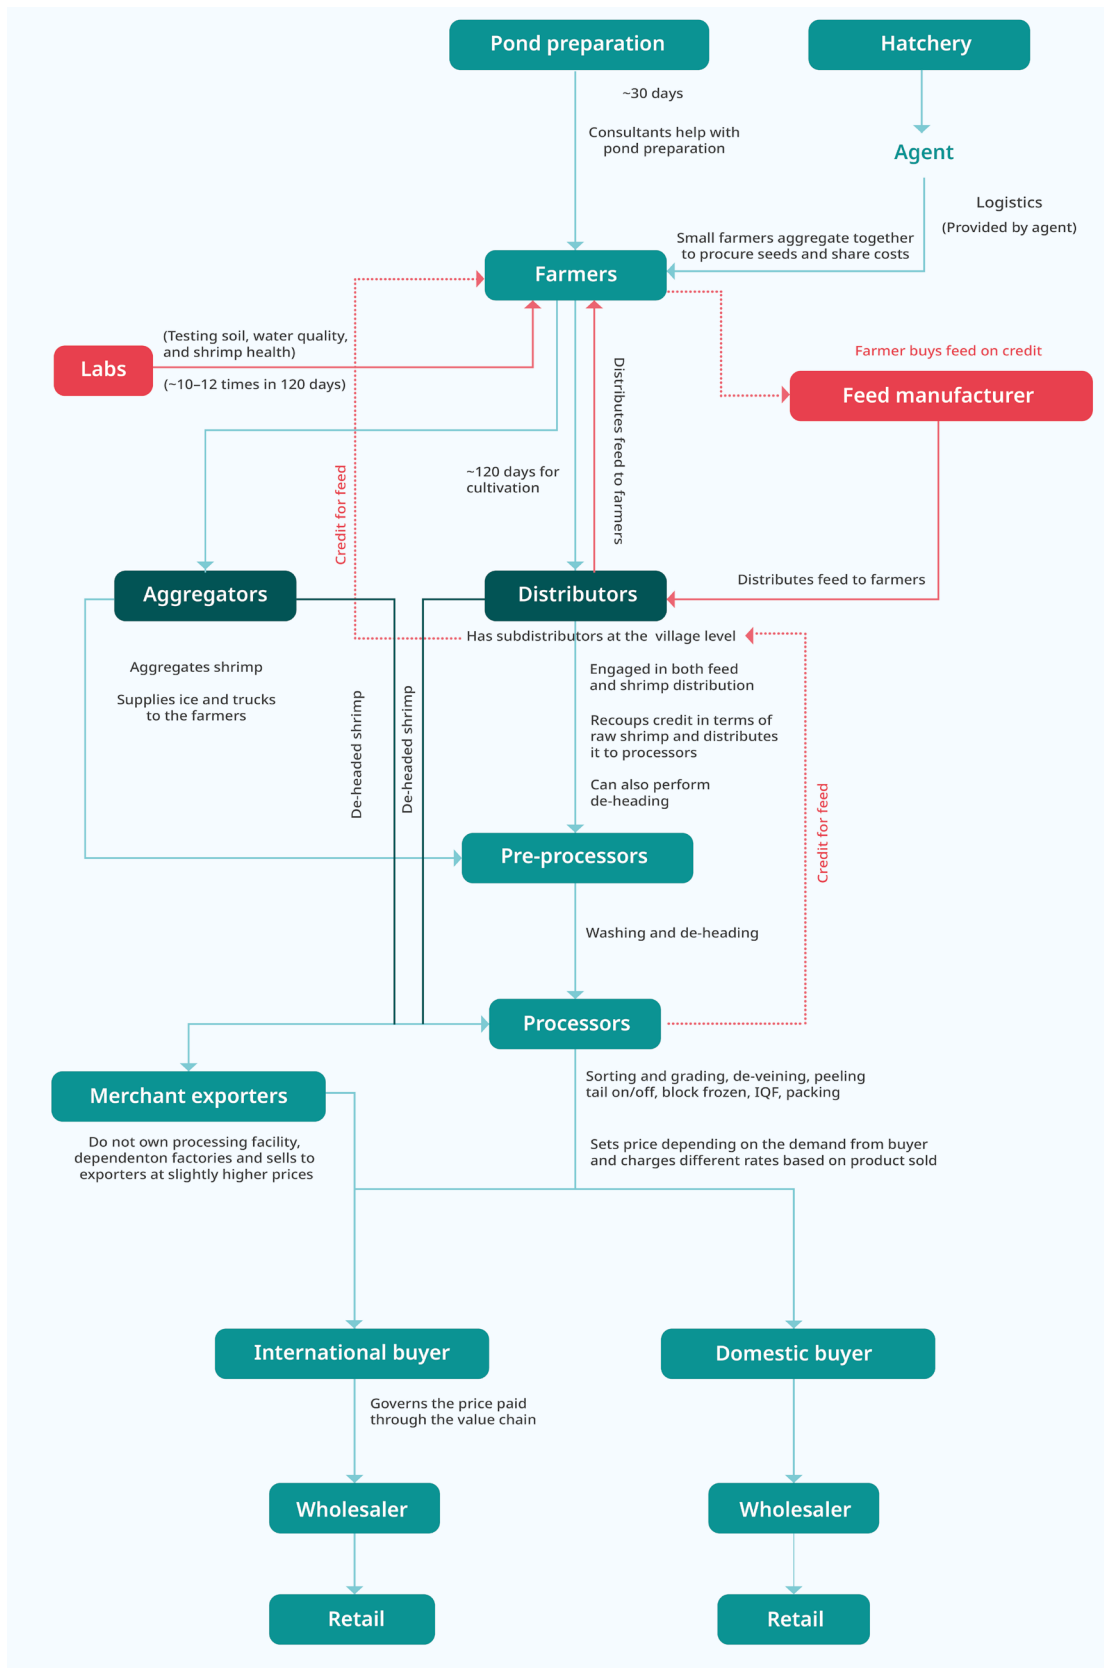 Pond preparation
Hatchery
~30 days
Consultants help with
pond preparation
Agent
Logistics
(Provided by agent)
Small farmers aggregate together
to procure seeds and share costs
Farmers
(Testing soil, water quality,
and shrimp health)
Labs
(~10–12 times in 120 days)
Farmer buys feed on credit
Feed manufacturer
Distributes feed to farmers
~120 days for
cultivation
Credit for feed
Aggregators
Distributors
Distributes feed to farmers
Has subdistributors at the village level
Aggregates shrimp
Supplies ice and trucks
to the farmers
De-headed shrimp
De-headed shrimp
Engaged in both feed
and shrimp distribution
Recoups credit in terms of
raw shrimp and distributes
it to processors
Can also perform
de-heading
Credit for feed
Pre-processors
Washing and de-heading
Processors
Sorting and grading, de-veining, peeling
tail on/off, block frozen, IQF, packing
Merchant exporters
Do not own processing facility,
dependenton factories and sells to
exporters at slightly higher prices
Sets price depending on the demand from buyer
and charges different rates based on product sold
International buyer
Domestic buyer
Governs the price paid
through the value chain
Wholesaler
Wholesaler
Retail
Retail